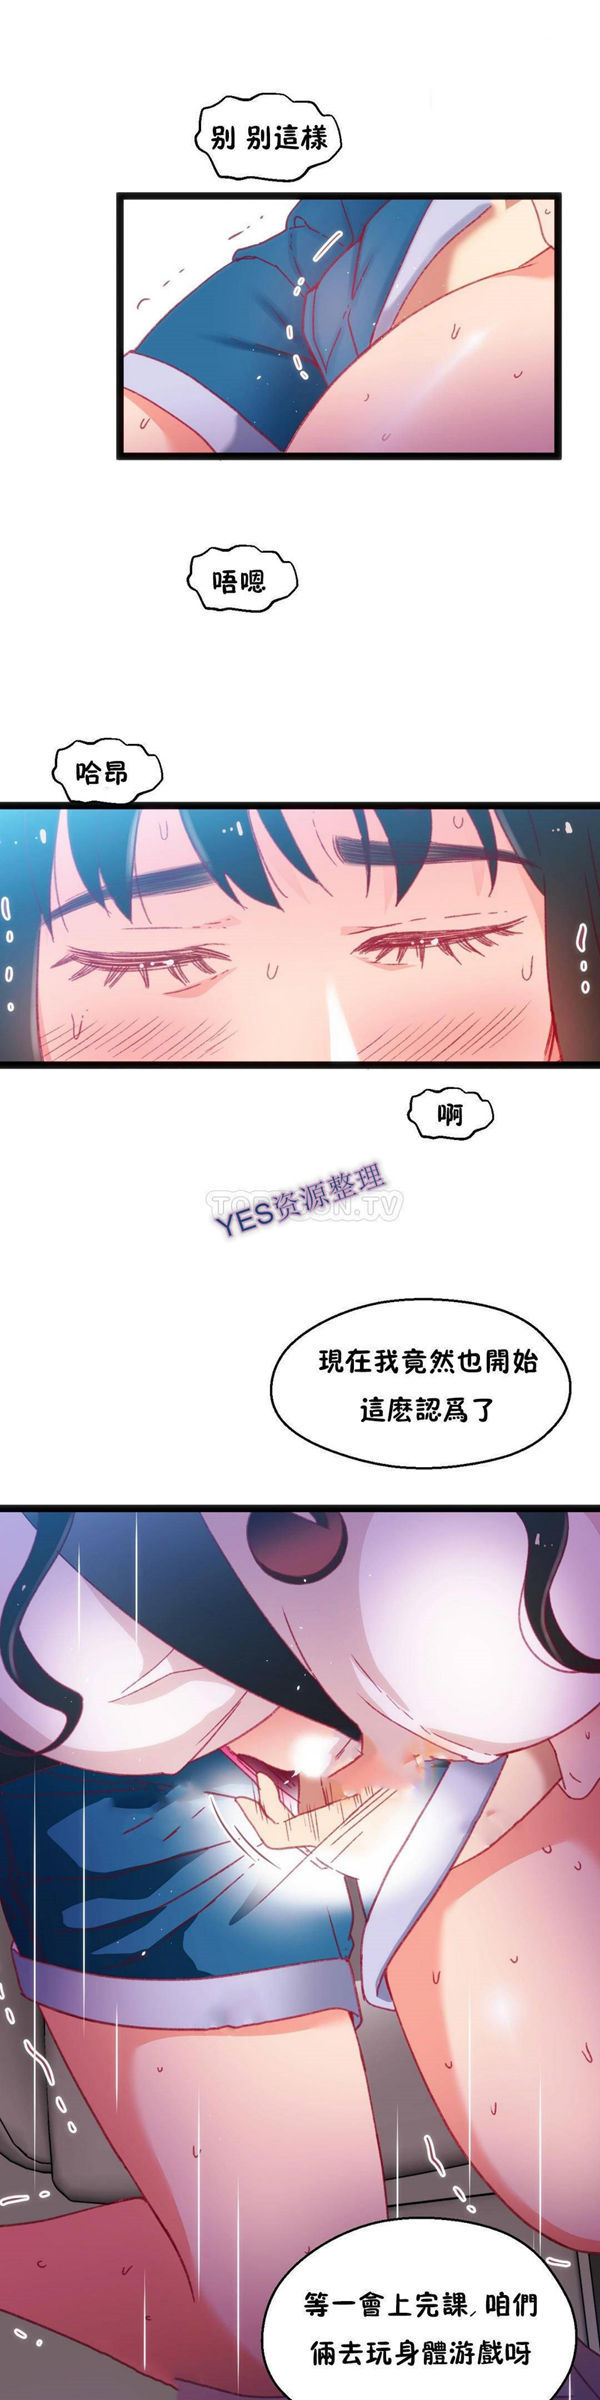 别 别這樣
唔嗯
哈昂
啊
YES资源整理
TOPTOON.TV
現在我竟然也開始
這麽認爲了
等一會上完課,咱們
倆去玩身體游戲呀